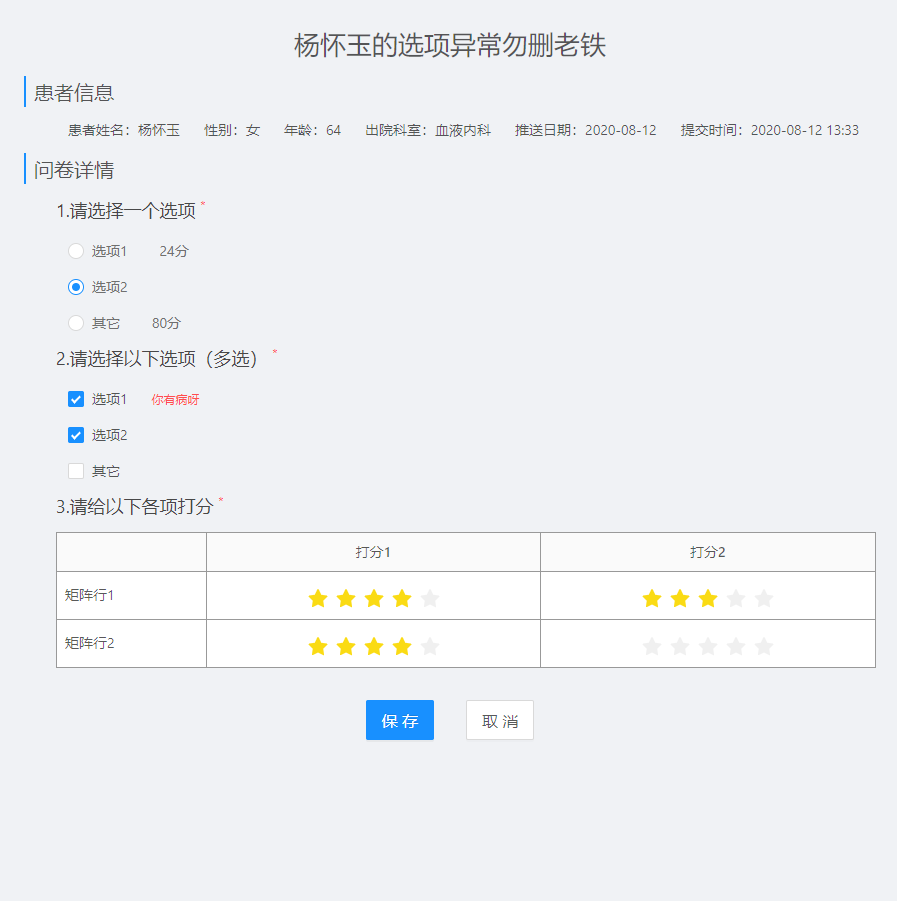 杨怀玉的选项异常勿删老铁
患者信息
患者姓名：杨怀玉 性别：女 年龄：64 出院科室：血液内科 推送日期：2020-08-12 提交时间：2020-08-12 13:33
问卷详情
1.请选择一个选项 *
选项1 24分
选项2
其它 80分
2.请选择以下选项（多选） *
选项1 你有病呀
选项2
其它
3.请给以下各项打分 *
打分1 打分2
矩阵行1
矩阵行2
保 存 取 消